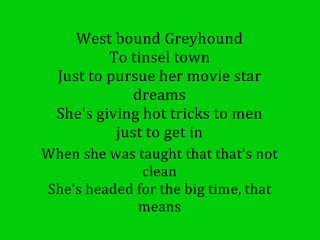 West bound Greyhound
To tinsel town
Just to pursue her movie star
dreams
She's giving hot tricks to men
just to get in
When she was taught that that's not
clean
She's headed for the big time, that
means